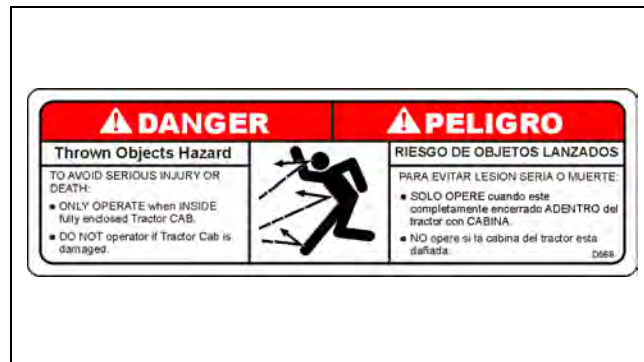 DANGER
PELIGRO
Thrown Objects Hazard
TO AVOID SERIOUS INJURY OR
DEATH:
• ONLY OPERATE when INSIDE
fully enclosed Tractor CAB.
• DO NOT operator if Tractor Cab is
damaged.
RIESGO DE OBJETOS LANZADOS
PARA EVITAR LESION SERIA O MUERTE:
• SOLO OPERE cuando este
completamente encerrado ADENTRO del
tractor con CABINA.
• NO opere si la cabina del tractor esta
dañada.
D568